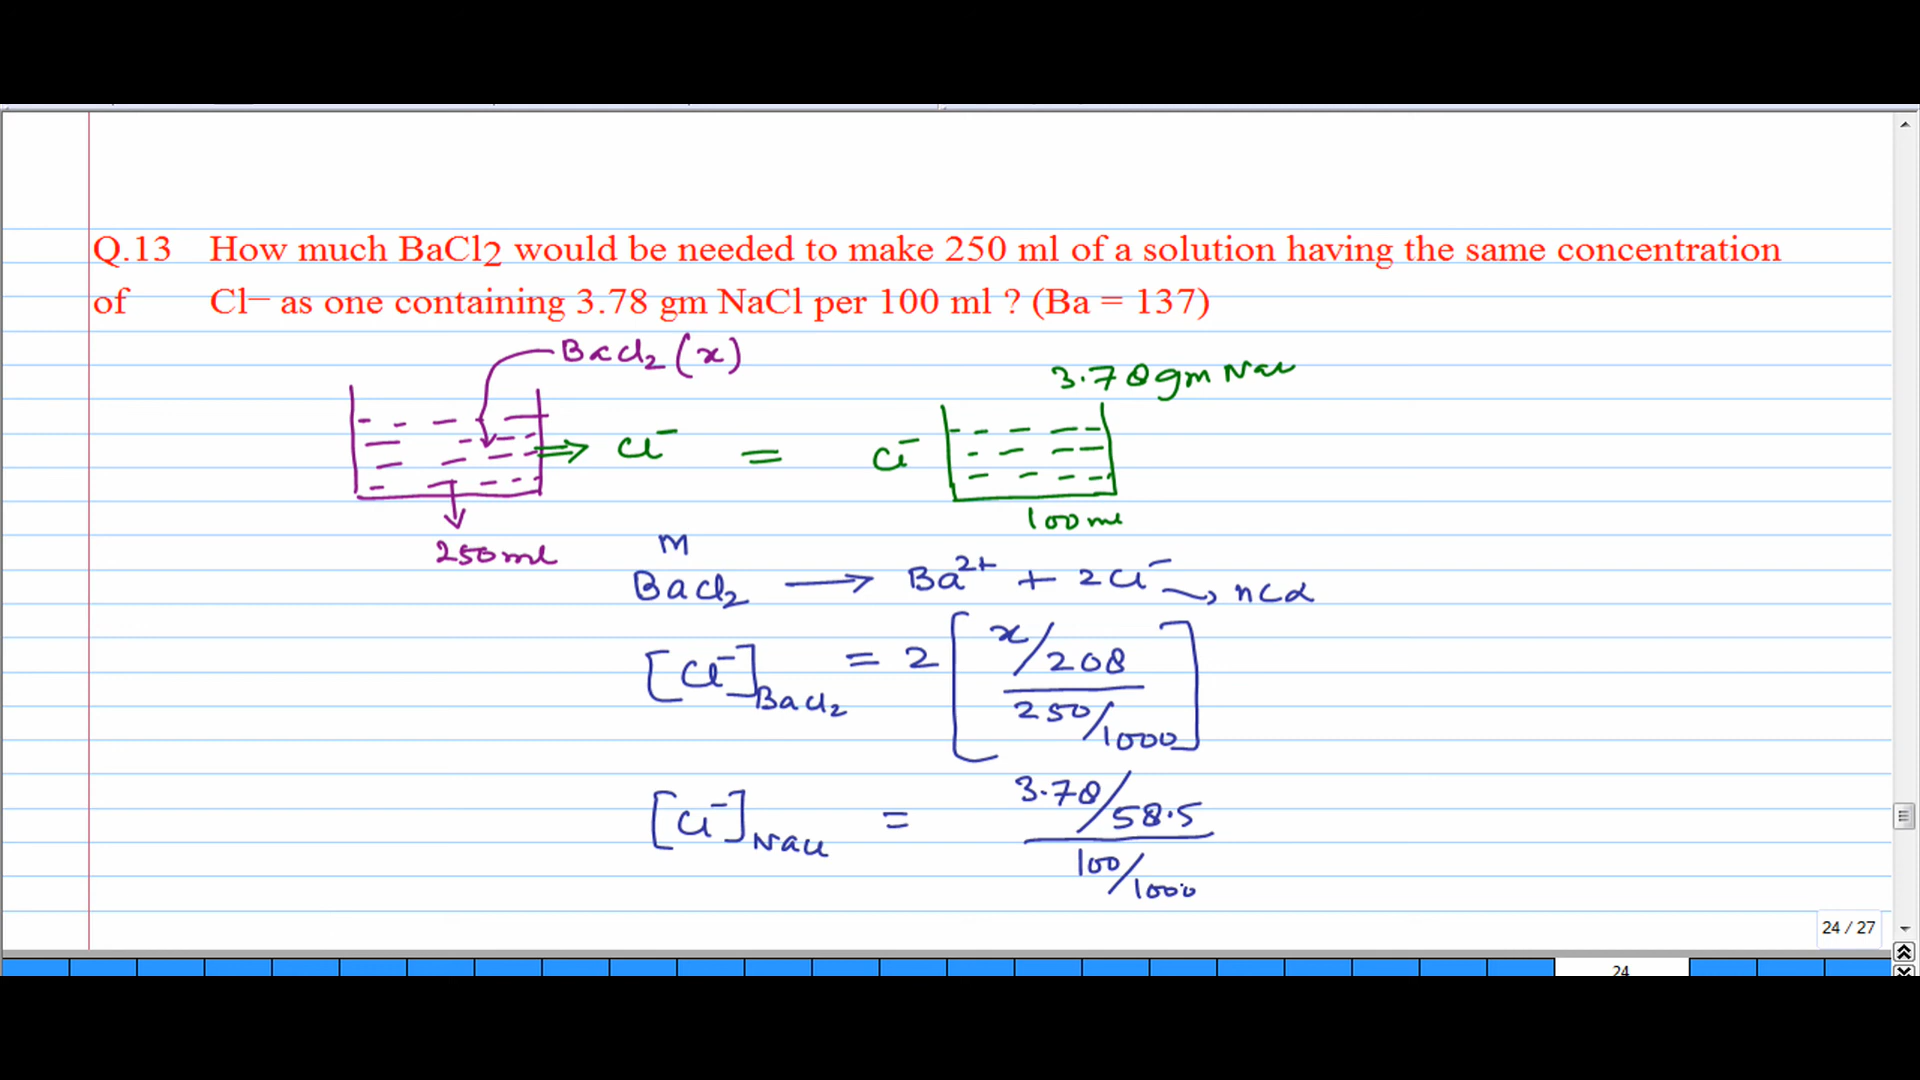 Q.13 How much BaCl2 would be needed to make 250 ml of a solution having the same concentration
of Cl− as one containing 3.78 gm NaCl per 100 ml ? (Ba = 137)
BaCl2 (x)
3.78 gm NaCl
Cl⁻ = Cl⁻
100 ml
250 ml
M
BaCl2 ⟶ Ba²⁺ + 2Cl⁻ → nCα
[Cl⁻]BaCl2 = 2 [ x/208 / 250/1000 ]
[Cl⁻]NaCl = 3.78/58.5 / 100/1000
24 / 27
24